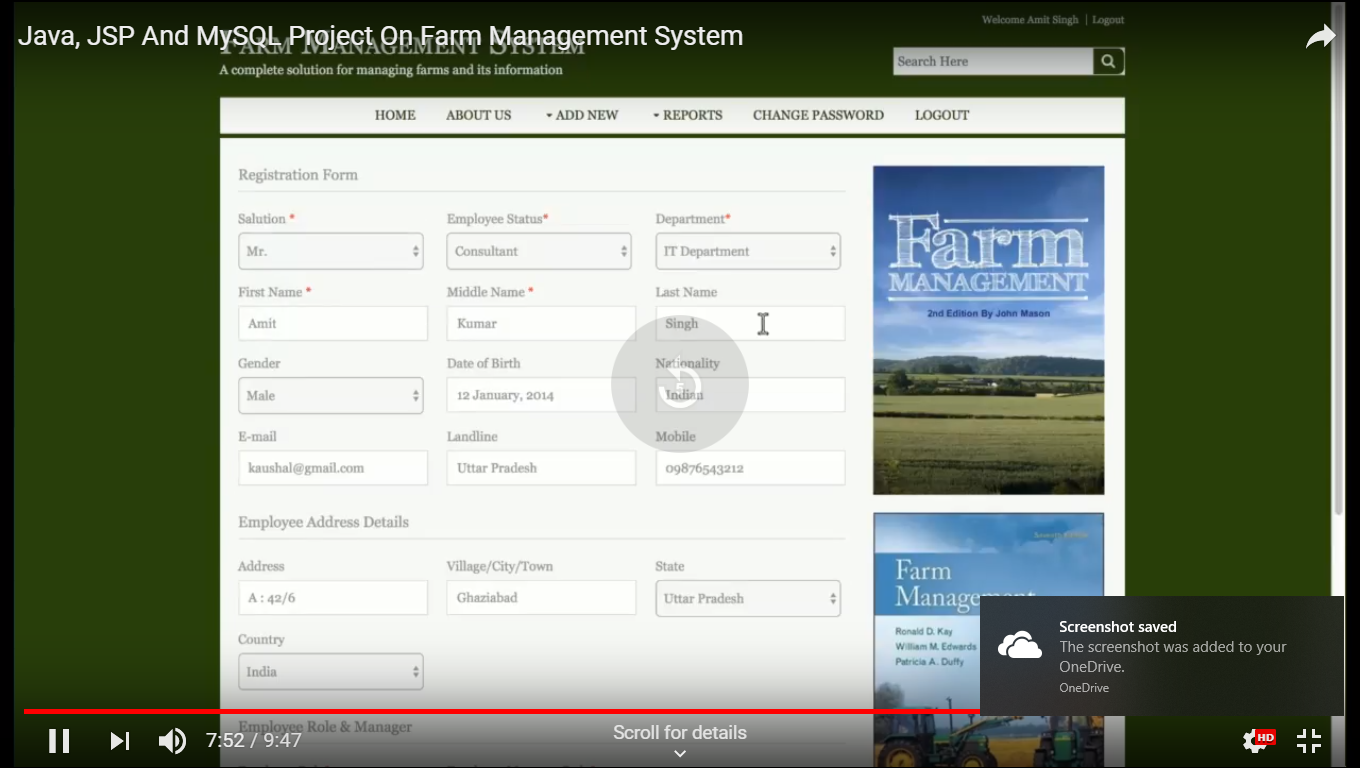 Welcome Amit Singh | Logout
Java, JSP And MySQL Project On Farm Management System
FARM MANAGEMENT SYSTEM
A complete solution for managing farms and its information
Search Here
HOME ABOUT US ADD NEW REPORTS CHANGE PASSWORD LOGOUT
Registration Form
Salution * Employee Status* Department*
Mr. Consultant IT Department
First Name * Middle Name * Last Name
Amit Kumar Singh
Gender Date of Birth Nationality
Male 12 January, 2014 Indian
E-mail Landline Mobile
kaushal@gmail.com Uttar Pradesh 09876543212
Employee Address Details
Address Village/City/Town State
A : 42/6 Ghaziabad Uttar Pradesh
Country
India
Employee Role & Manager
Farm
MANAGEMENT
2nd Edition By John Mason
Farm
Management
Ronald D. Kay
William M. Edwards
Patricia A. Duffy
Screenshot saved
The screenshot was added to your
OneDrive.
OneDrive
7:52 / 9:47
Scroll for details
HD